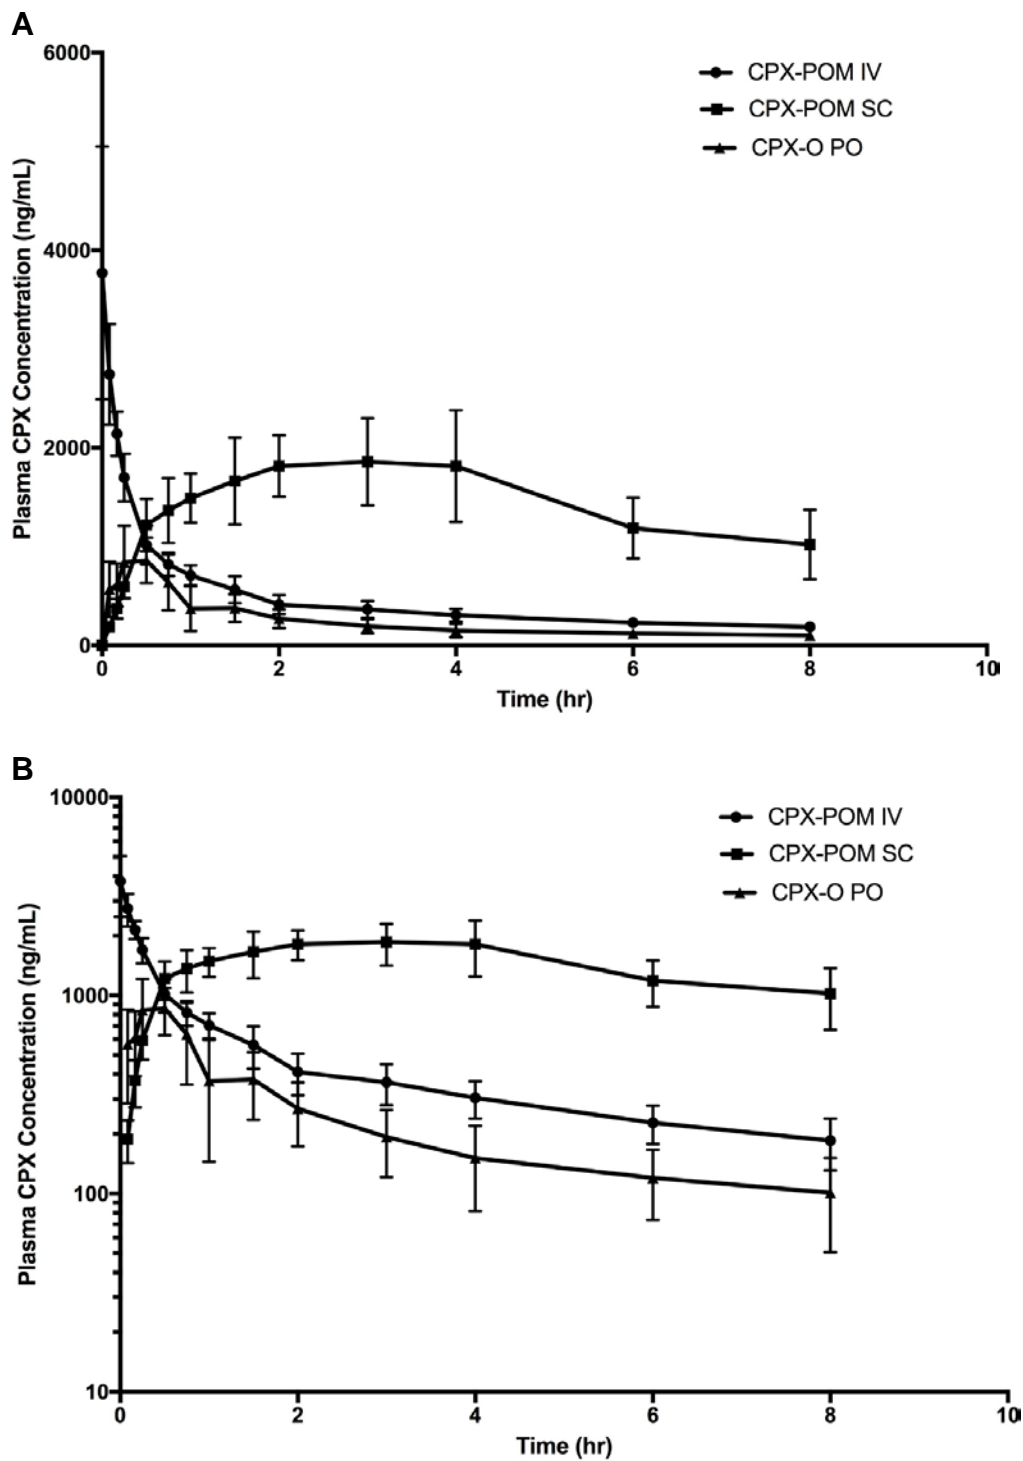 A
6000
4000
2000
0
0 2 4 6 8 10
Plasma CPX Concentration (ng/mL)
Time (hr)
CPX-POM IV
CPX-POM SC
CPX-O PO
B
10000
1000
100
10
0 2 4 6 8 10
Plasma CPX Concentration (ng/mL)
Time (hr)
CPX-POM IV
CPX-POM SC
CPX-O PO